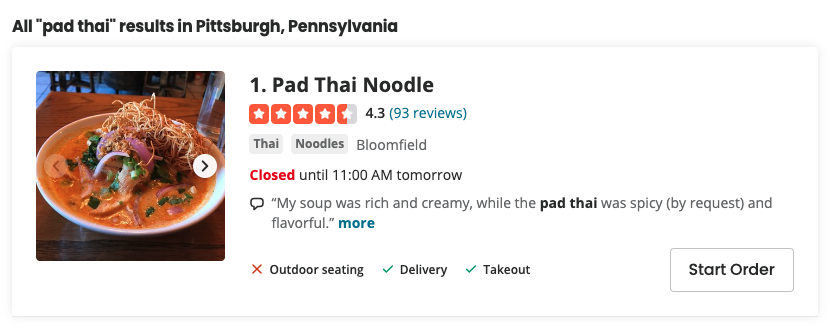 All "pad thai" results in Pittsburgh, Pennsylvania
1. Pad Thai Noodle
4.3 (93 reviews)
Thai Noodles Bloomfield
Closed until 11:00 AM tomorrow
“My soup was rich and creamy, while the pad thai was spicy (by request) and
flavorful.” more
Outdoor seating Delivery Takeout
Start Order